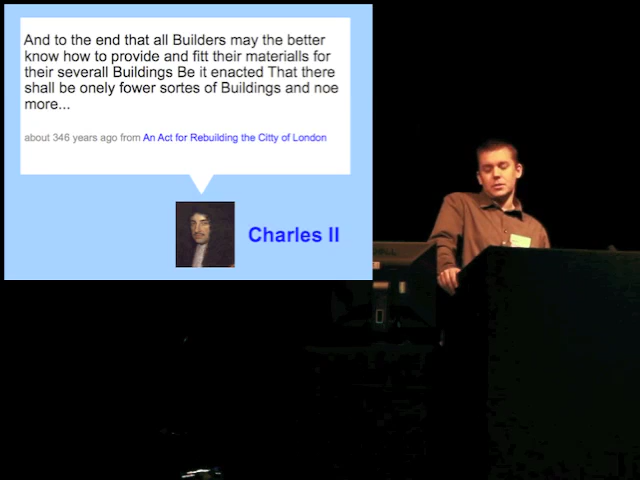 And to the end that all Builders may the better
know how to provide and fitt their materialls for
their severall Buildings Be it enacted That there
shall be onely fower sortes of Buildings and noe
more...
about 346 years ago from An Act for Rebuilding the Citty of London
Charles II